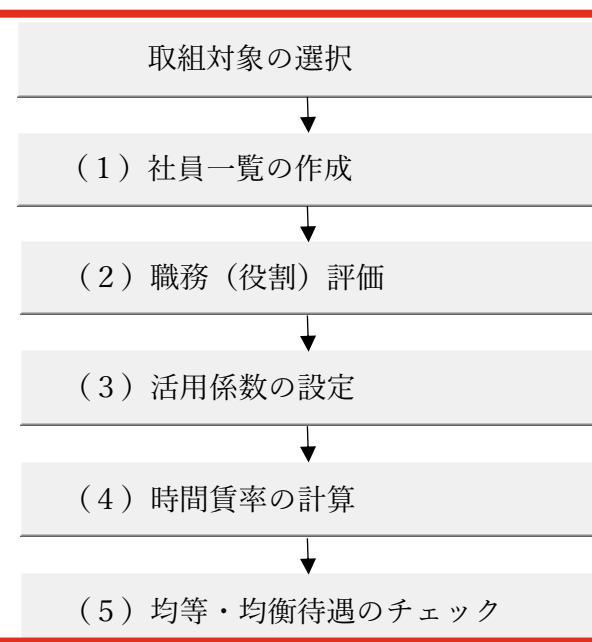 取組対象の選択
（１）社員一覧の作成
（２）職務（役割）評価
（３）活用係数の設定
（４）時間賃率の計算
（５）均等・均衡待遇のチェック